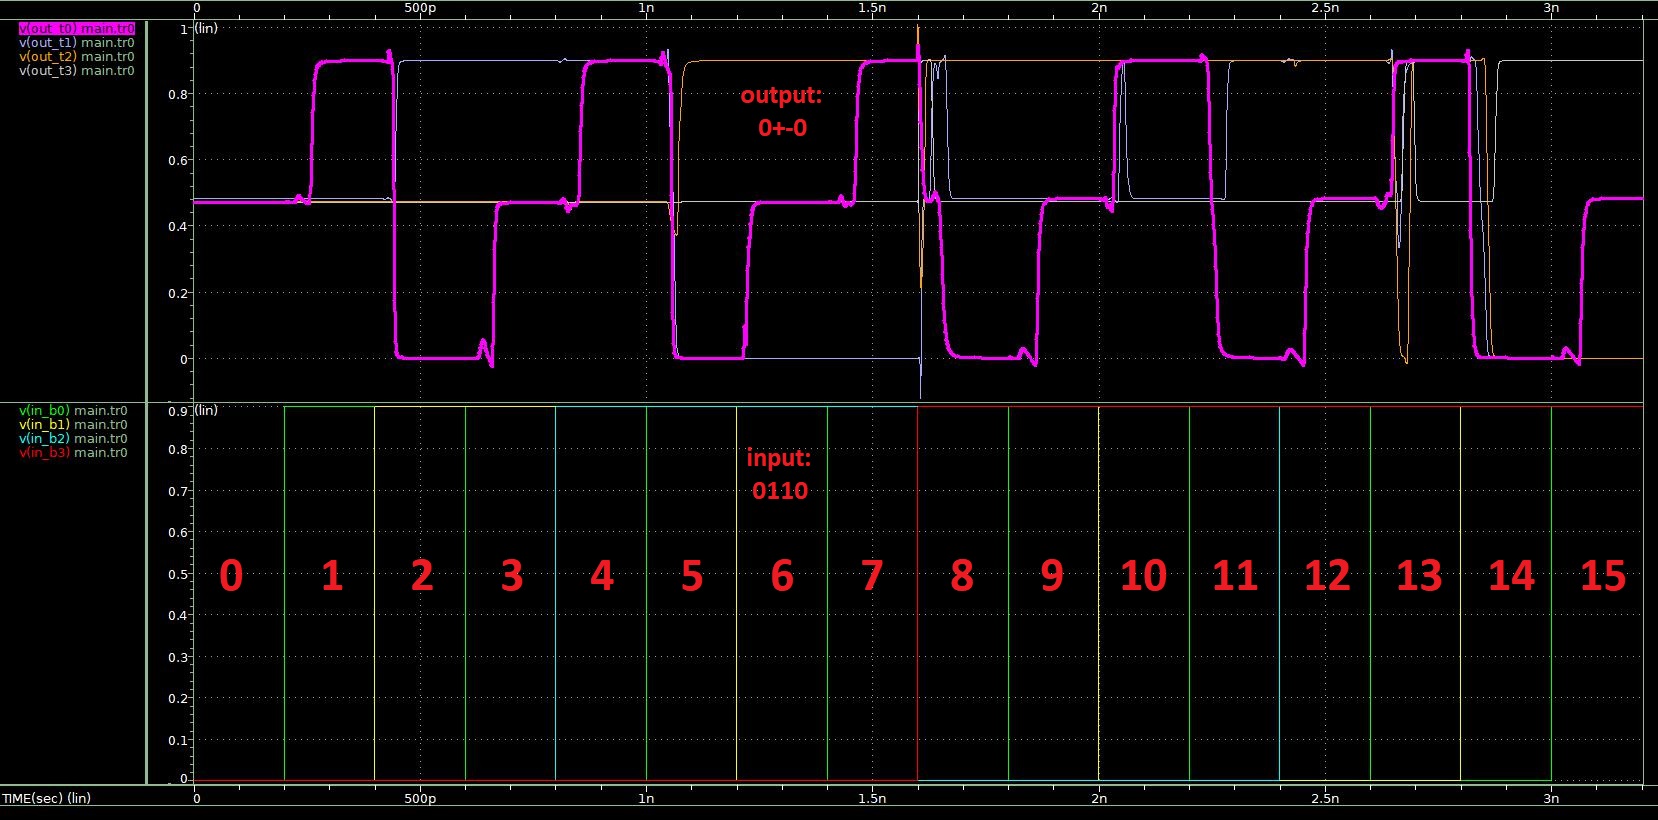 0 500p 1n 1.5n 2n 2.5n 3n
v(out_t0) main.tr0
v(out_t1) main.tr0
v(out_t2) main.tr0
v(out_t3) main.tr0
1 (lin)
0.8
0.6
0.4
0.2
0
output:
0+-0
v(in_b0) main.tr0
v(in_b1) main.tr0
v(in_b2) main.tr0
v(in_b3) main.tr0
0.9 (lin)
0.8
0.7
0.6
0.5
0.4
0.3
0.2
0.1
0
input:
0110
0 1 2 3 4 5 6 7 8 9 10 11 12 13 14 15
TIME(sec) (lin) 0 500p 1n 1.5n 2n 2.5n 3n